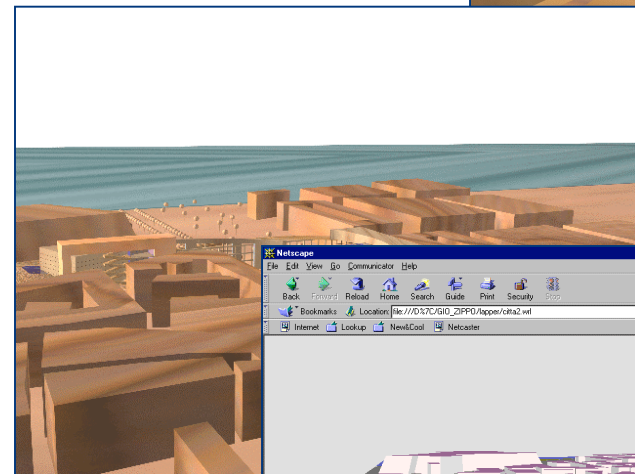 Netscape
File Edit View Go Communicator Help
Back Forward Reload Home Search Guide Print Security Stop
Bookmarks Location: file:///D%7C/GIO_ZIPPO/lapper/citta2.wrl
Internet Lookup New&Cool Netcaster